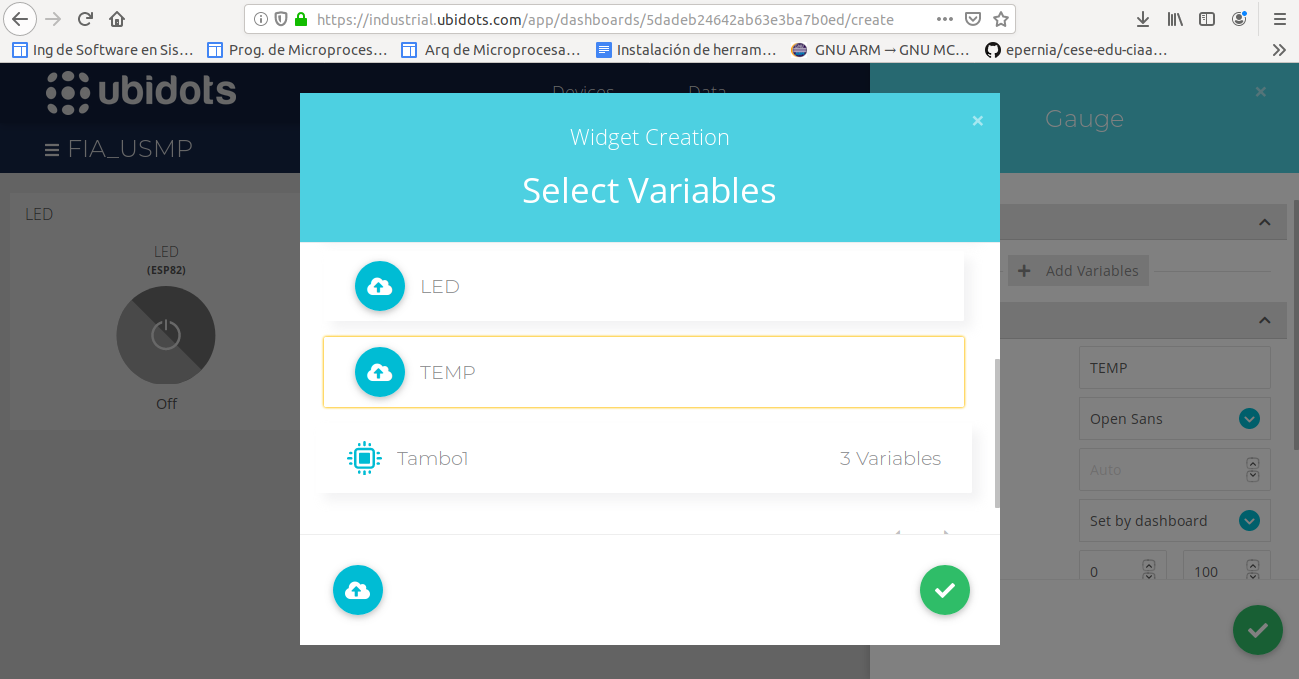 https://industrial.ubidots.com/app/dashboards/5dadeb24642ab63e3ba7b0ed/create
Ing de Software en Sis… Prog. de Microproces… Arq de Microprocesa… Instalación de herram… GNU ARM → GNU MC… epernia/cese-edu-ciaa…
ubidots
Devices Data
FIA_USMP
LED
LED
(ESP82)
Off
Widget Creation
Select Variables
LED
TEMP
Tambo1 3 Variables
Gauge
Add Variables
TEMP
Open Sans
Auto
Set by dashboard
0 100